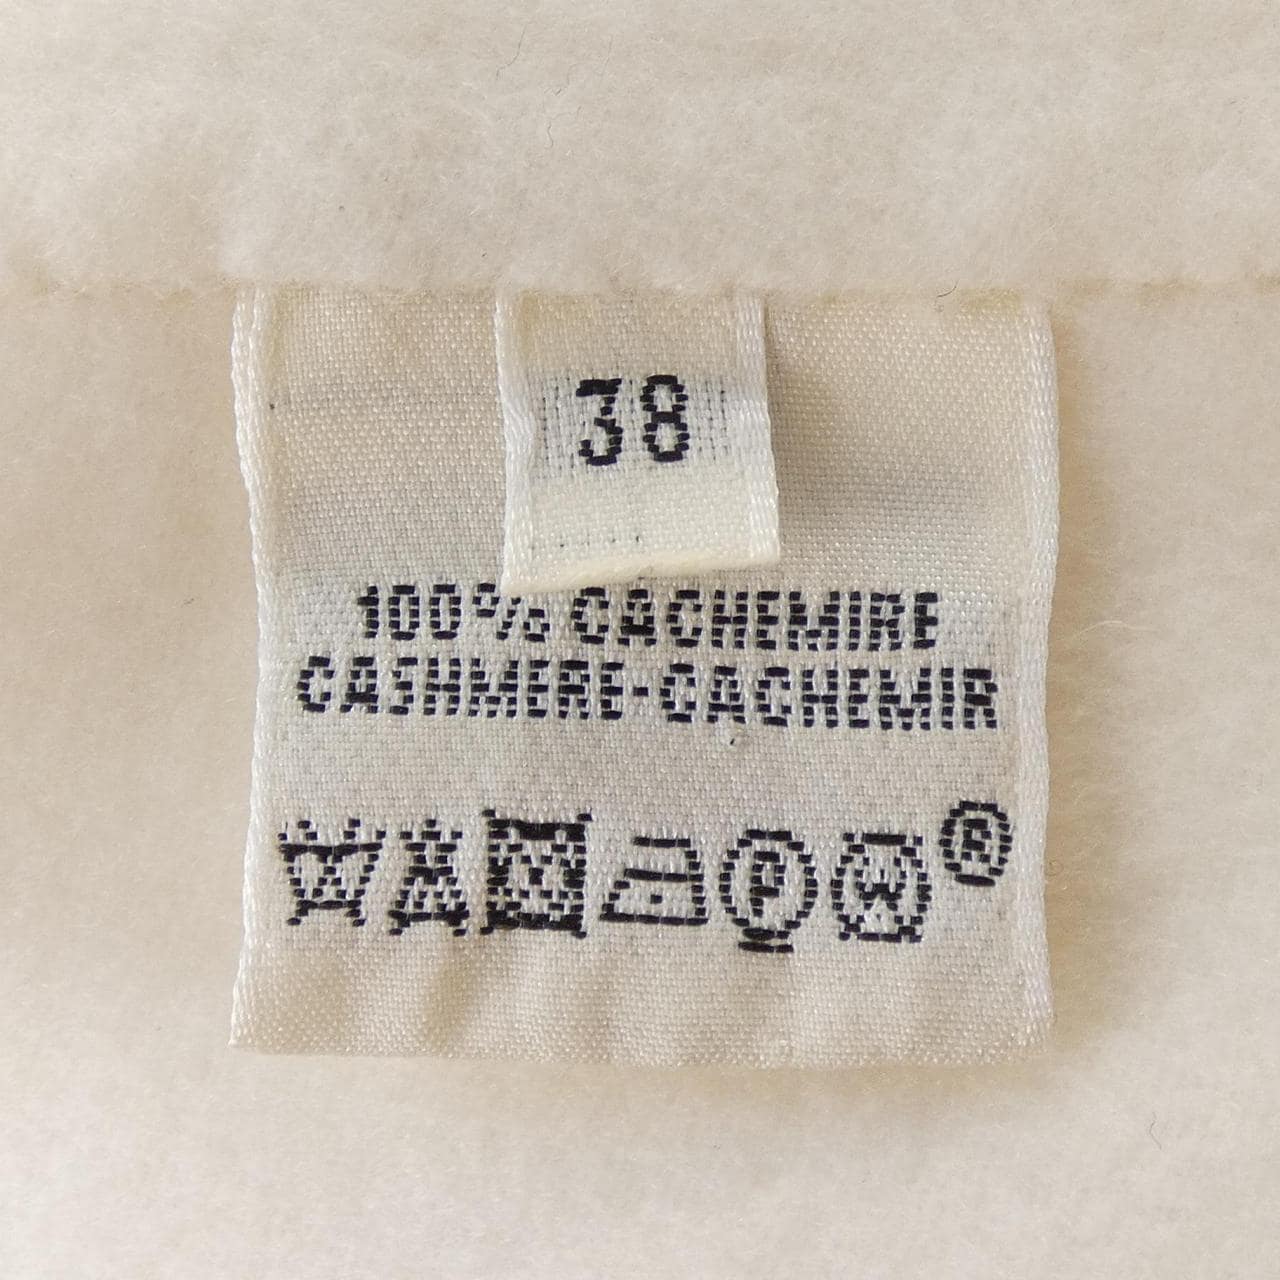 38
100% CACHEMIRE
CASHMERE-CACHEMIR
P W ®